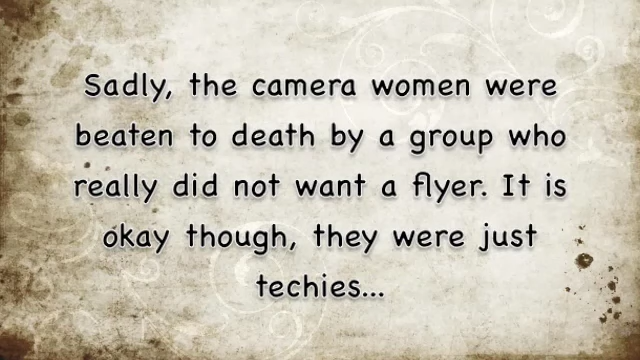 Sadly, the camera women were
beaten to death by a group who
really did not want a flyer. It is
okay though, they were just
techies...